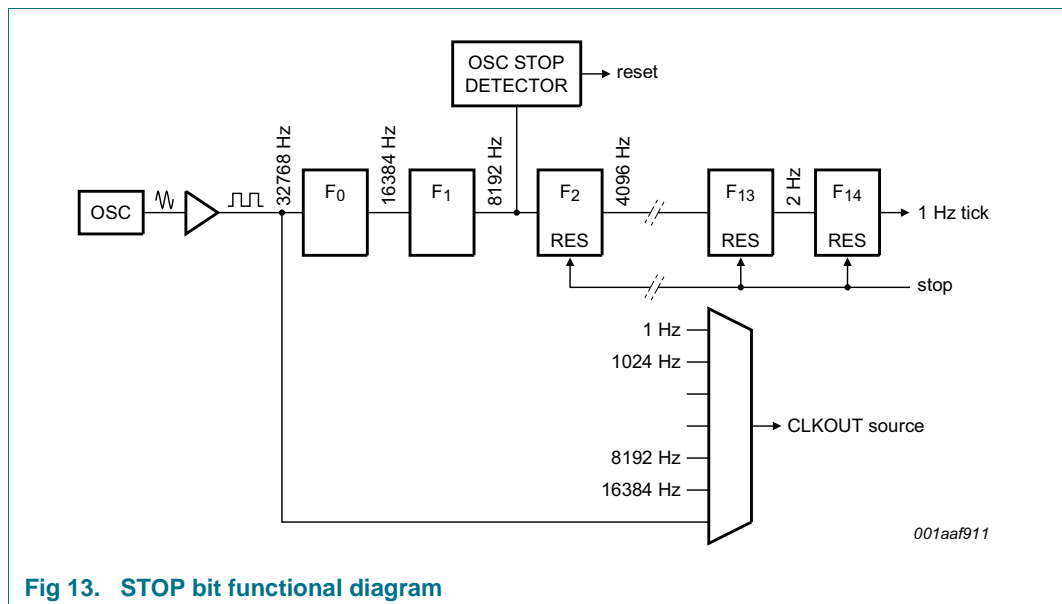 OSC STOP
DETECTOR
reset
32768 Hz
16384 Hz
8192 Hz
4096 Hz
2 Hz
OSC
F0
F1
F2
RES
F13
RES
F14
RES
1 Hz tick
stop
1 Hz
1024 Hz
8192 Hz
16384 Hz
CLKOUT source
001aaf911
Fig 13. STOP bit functional diagram